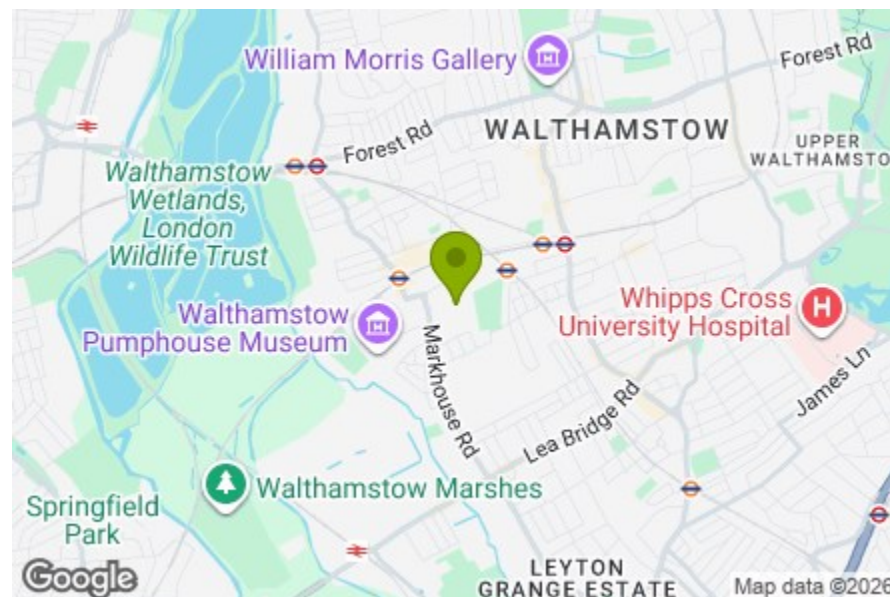 William Morris Gallery
Forest Rd
WALTHAMSTOW
Forest Rd
UPPER
WALTHAMSTO
Walthamstow
Wetlands,
London
Wildlife Trust
Whipps Cross
University Hospital
H
Walthamstow
Pumphouse Museum
Markhouse Rd
James Ln
Lea Bridge Rd
Walthamstow Marshes
Springfield
Park
LEYTON
GRANGE ESTATE
Google
Map data ©2026